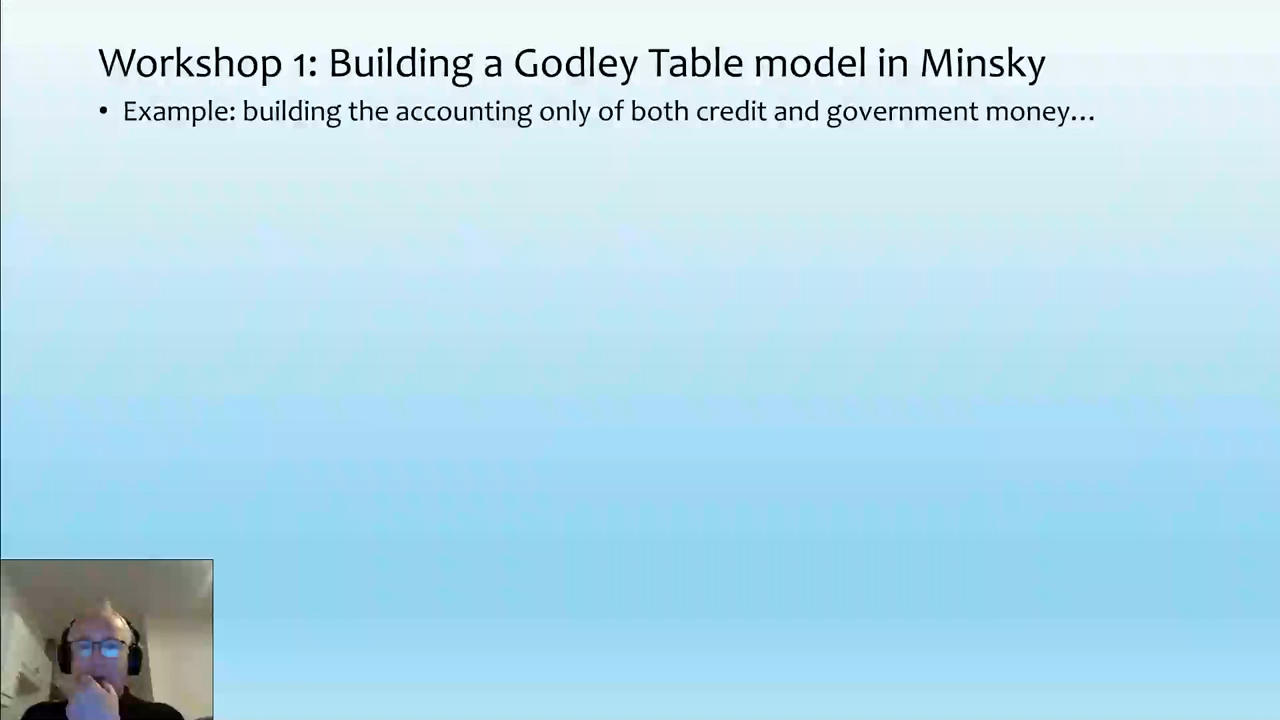 Workshop 1: Building a Godley Table model in Minsky
• Example: building the accounting only of both credit and government money…